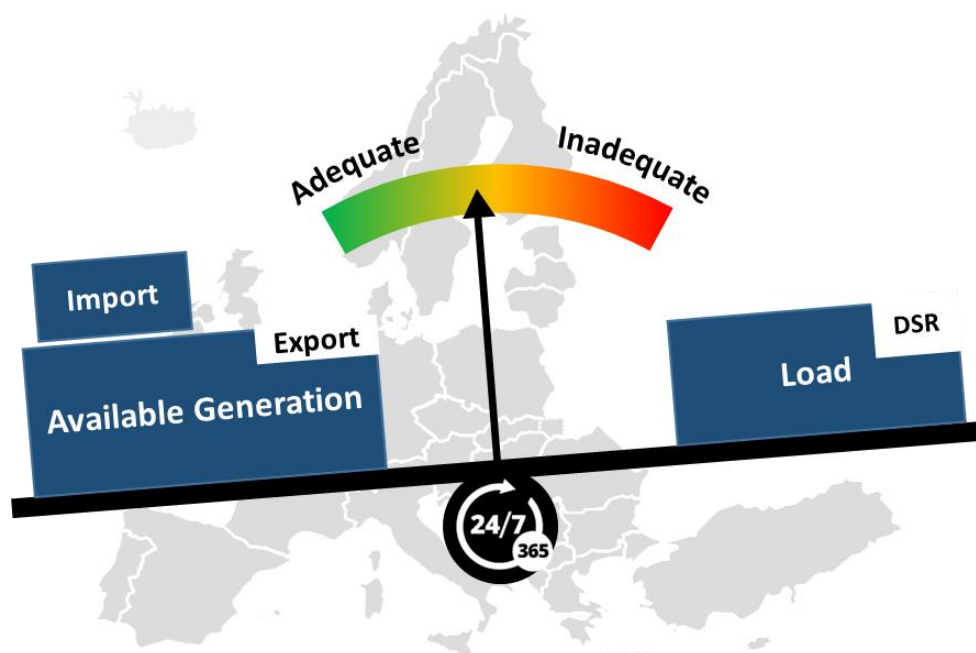 Adequate
Inadequate
Import
Export
Available Generation
DSR
Load
24/7
365